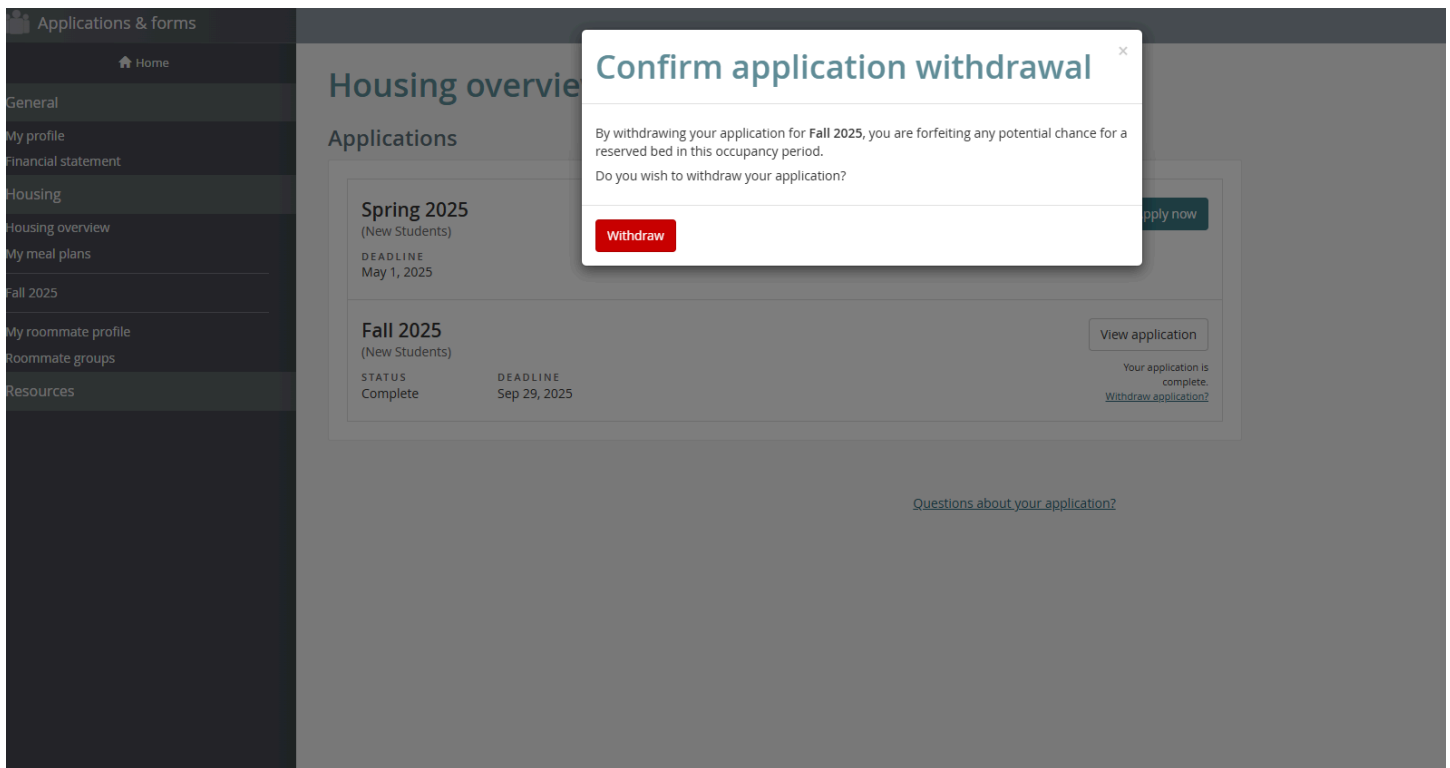 Applications & forms
Home
General
My profile
Financial statement
Housing
Housing overview
My meal plans
Fall 2025
My roommate profile
Roommate groups
Resources
Housing
Applications
Spring 2025
(New Students)
DEADLINE
May 1, 2025
Fall 2025
(New Students)
STATUS DEADLINE
Complete Sep 29, 2025
View application
Your application is
complete.
Withdraw application?
Questions about your application?
Confirm application withdrawal
×
By withdrawing your application for Fall 2025, you are forfeiting any potential chance for a
reserved bed in this occupancy period.
Do you wish to withdraw your application?
Withdraw
now